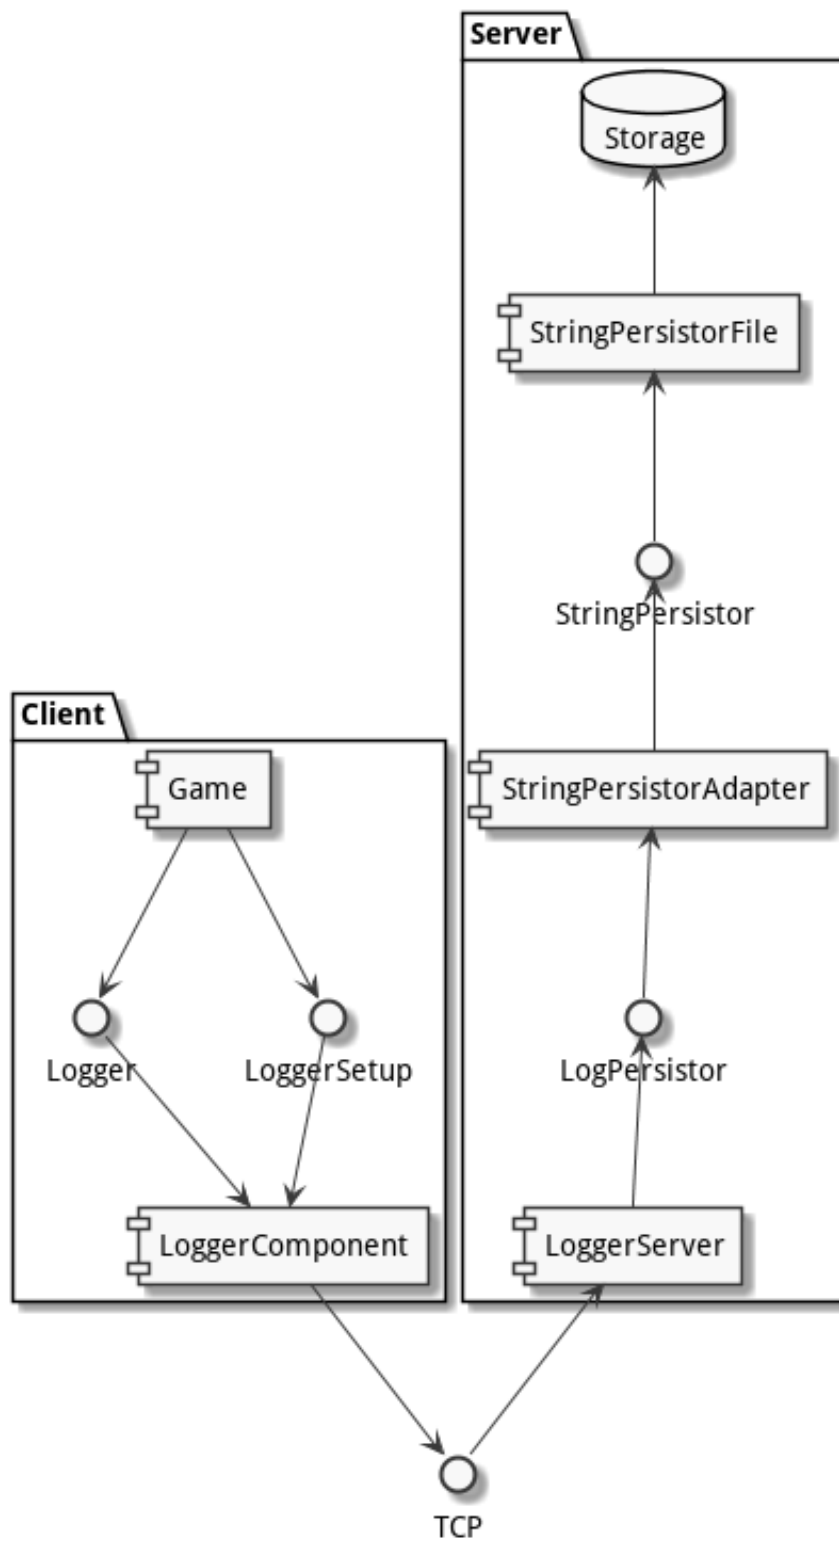 Server
Storage
StringPersistorFile
StringPersistor
Client
Game
StringPersistorAdapter
Logger
LoggerSetup
LogPersistor
LoggerComponent
LoggerServer
TCP